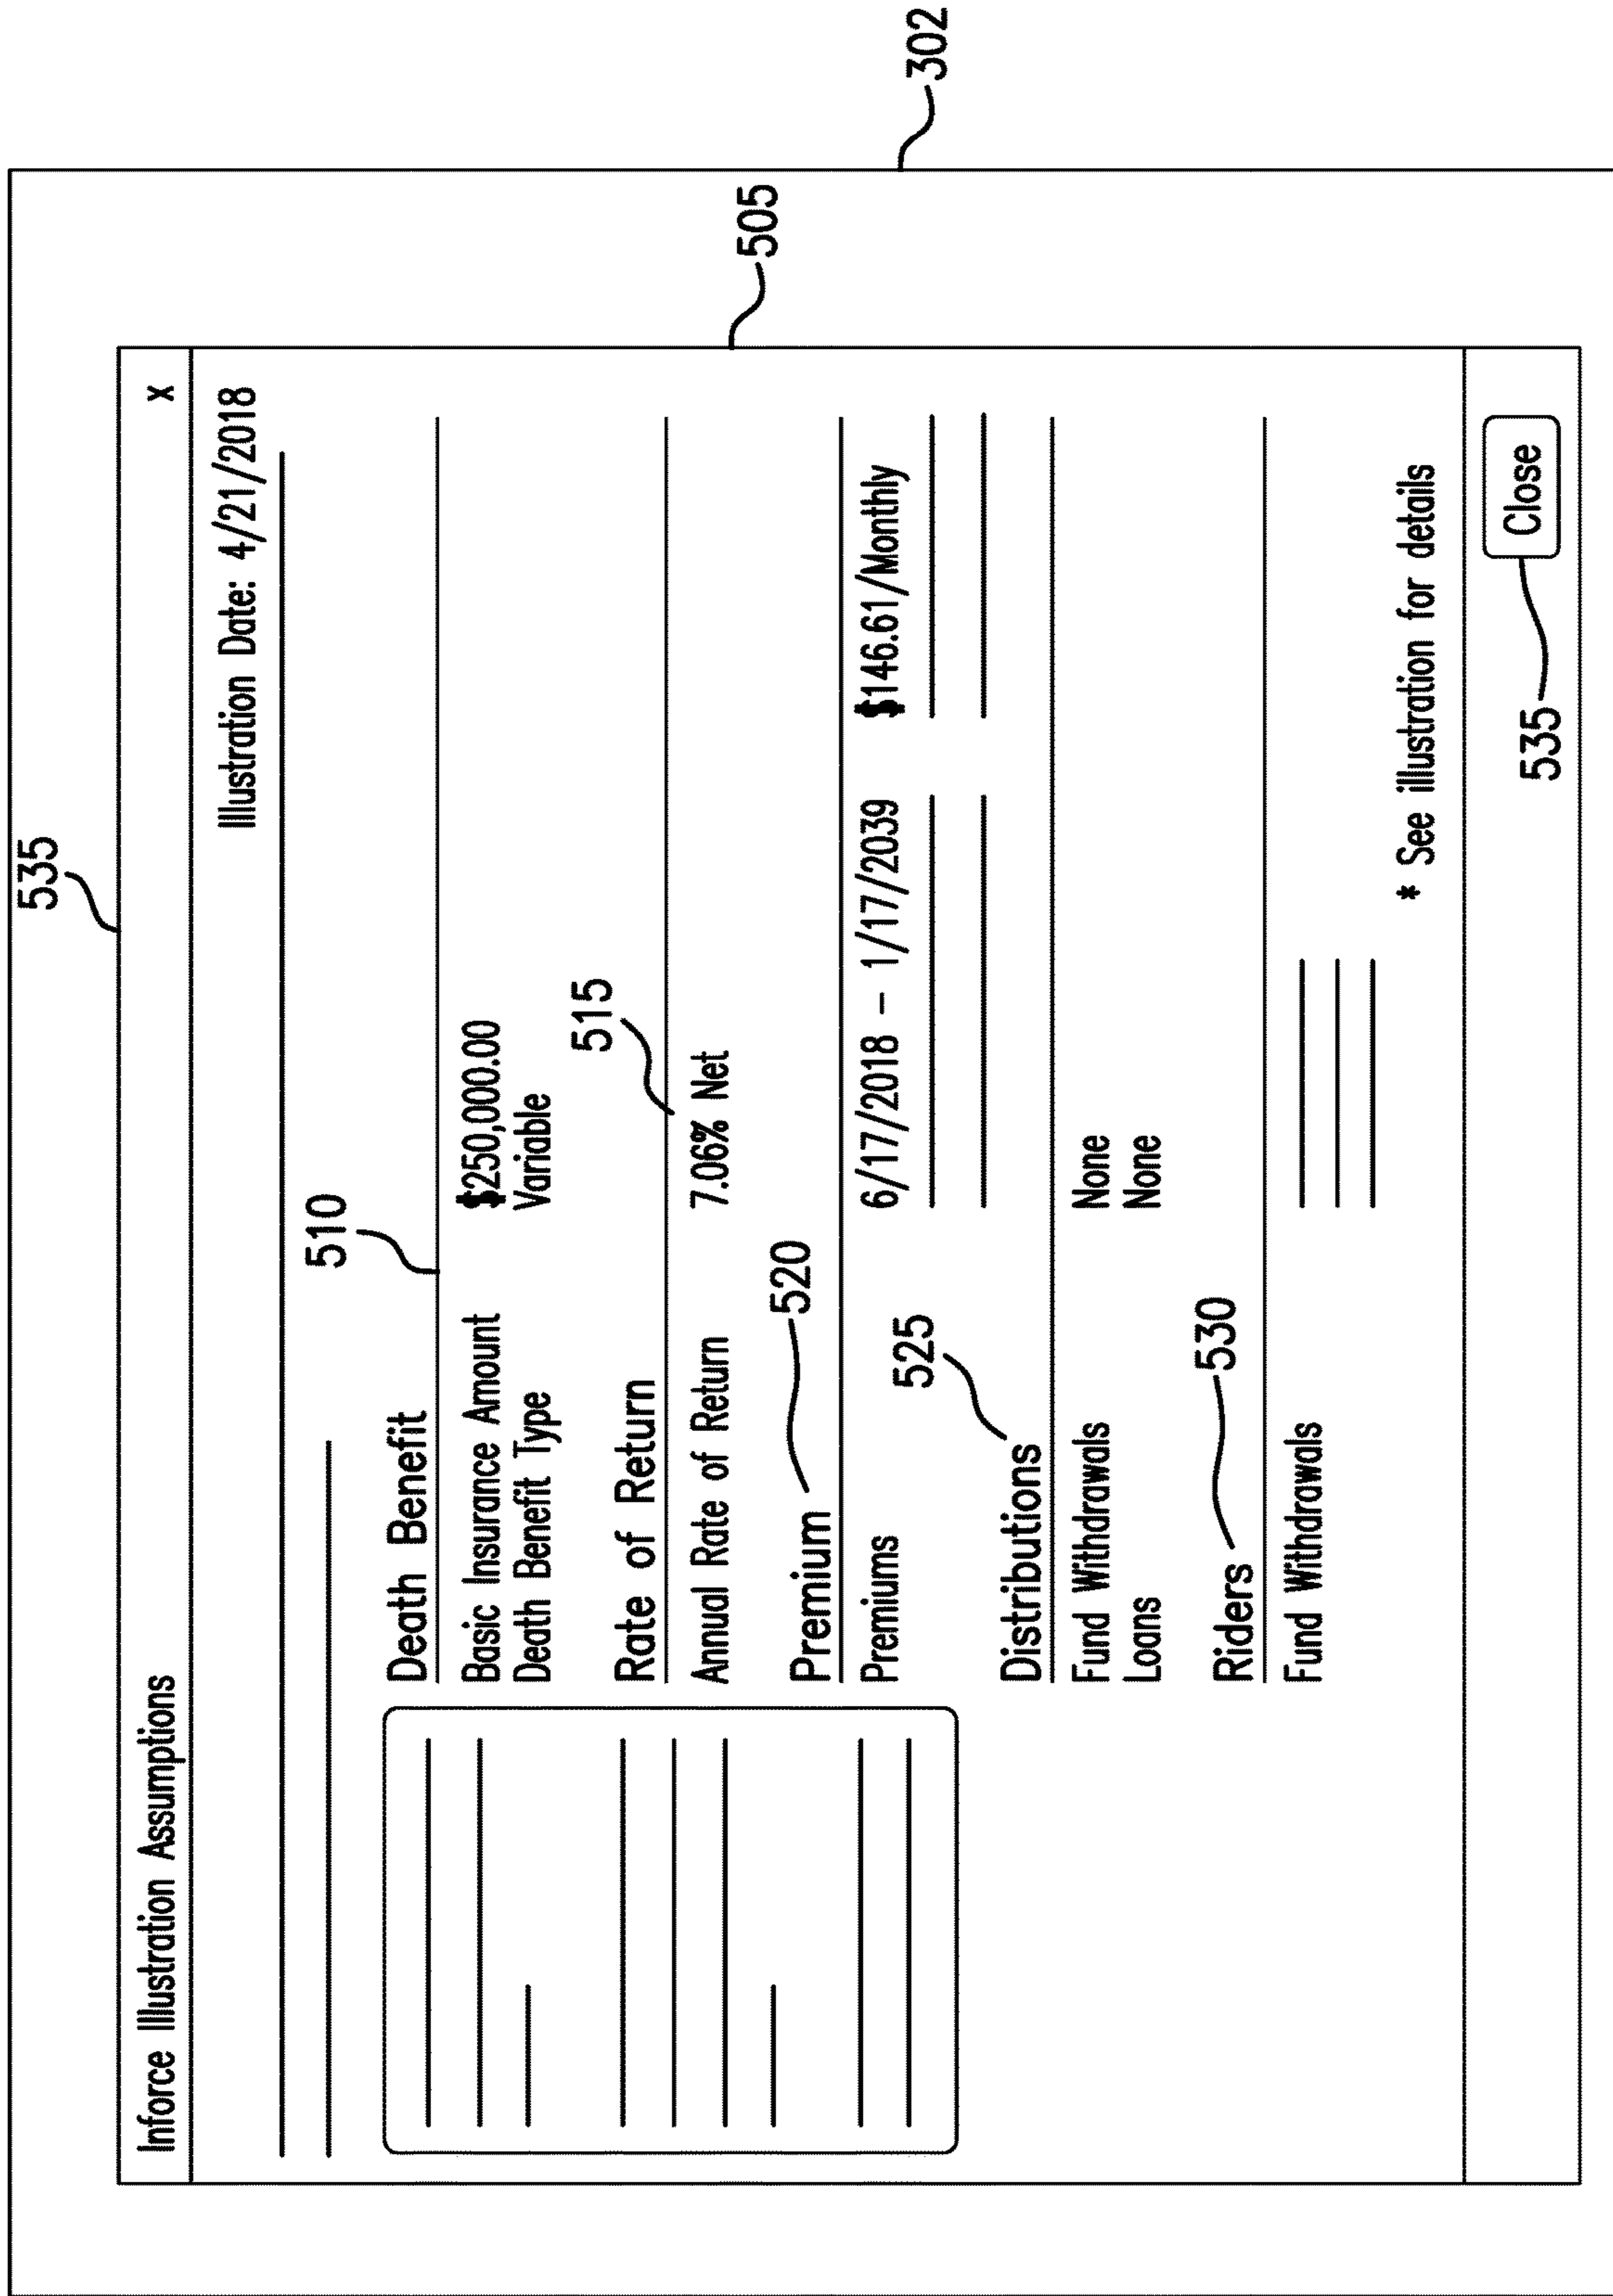 535
Inforce Illustration Assumptions X
302
Illustration Date: 4/21/2018
505
510
Death Benefit
Basic Insurance Amount $250,000.00
Death Benefit Type Variable
515
Rate of Return
Annual Rate of Return 7.06% Net
520
Premium
Premiums 6/17/2018 – 1/17/2039 $146.61/Monthly
525
Distributions
Fund Withdrawals None
Loans None
Riders 530
Fund Withdrawals
* See illustration for details
535 Close